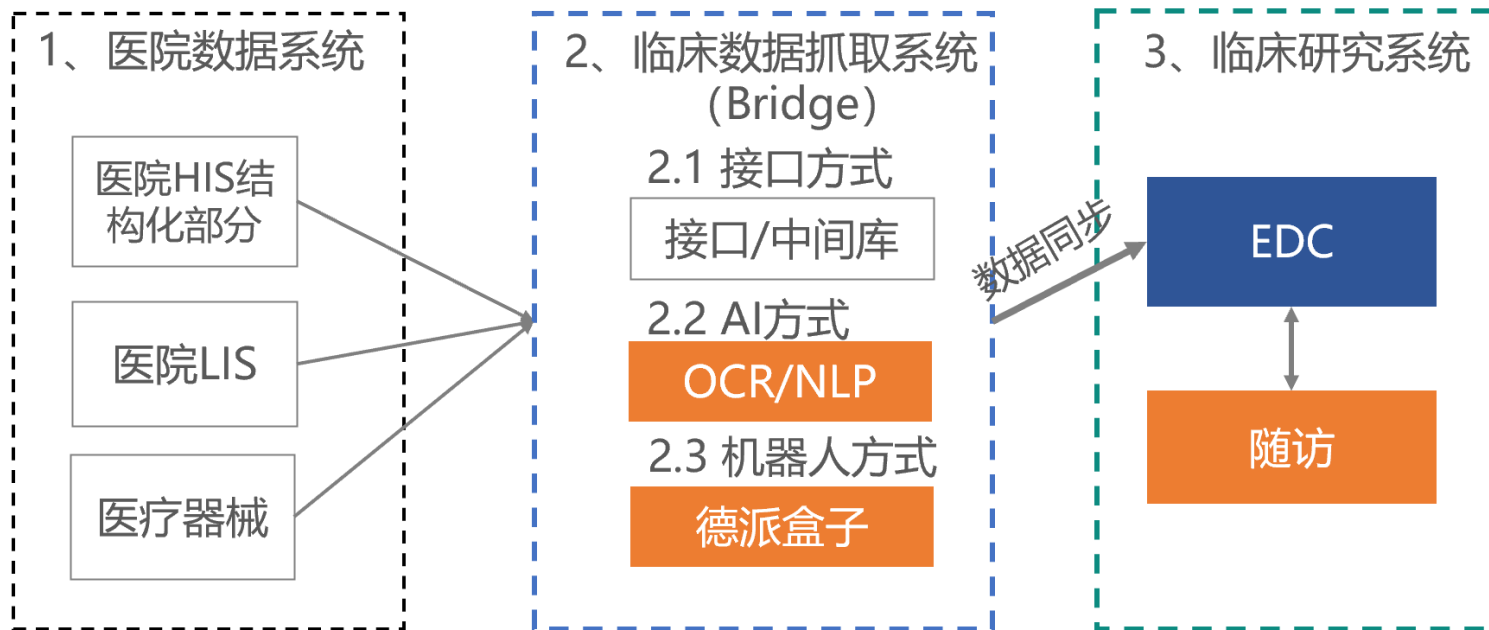 1、医院数据系统
医院HIS结
构化部分
医院LIS
医疗器械
2、临床数据抓取系统
（Bridge）
2.1 接口方式
接口/中间库
2.2 AI方式
OCR/NLP
2.3 机器人方式
德派盒子
数据同步
3、临床研究系统
EDC
随访